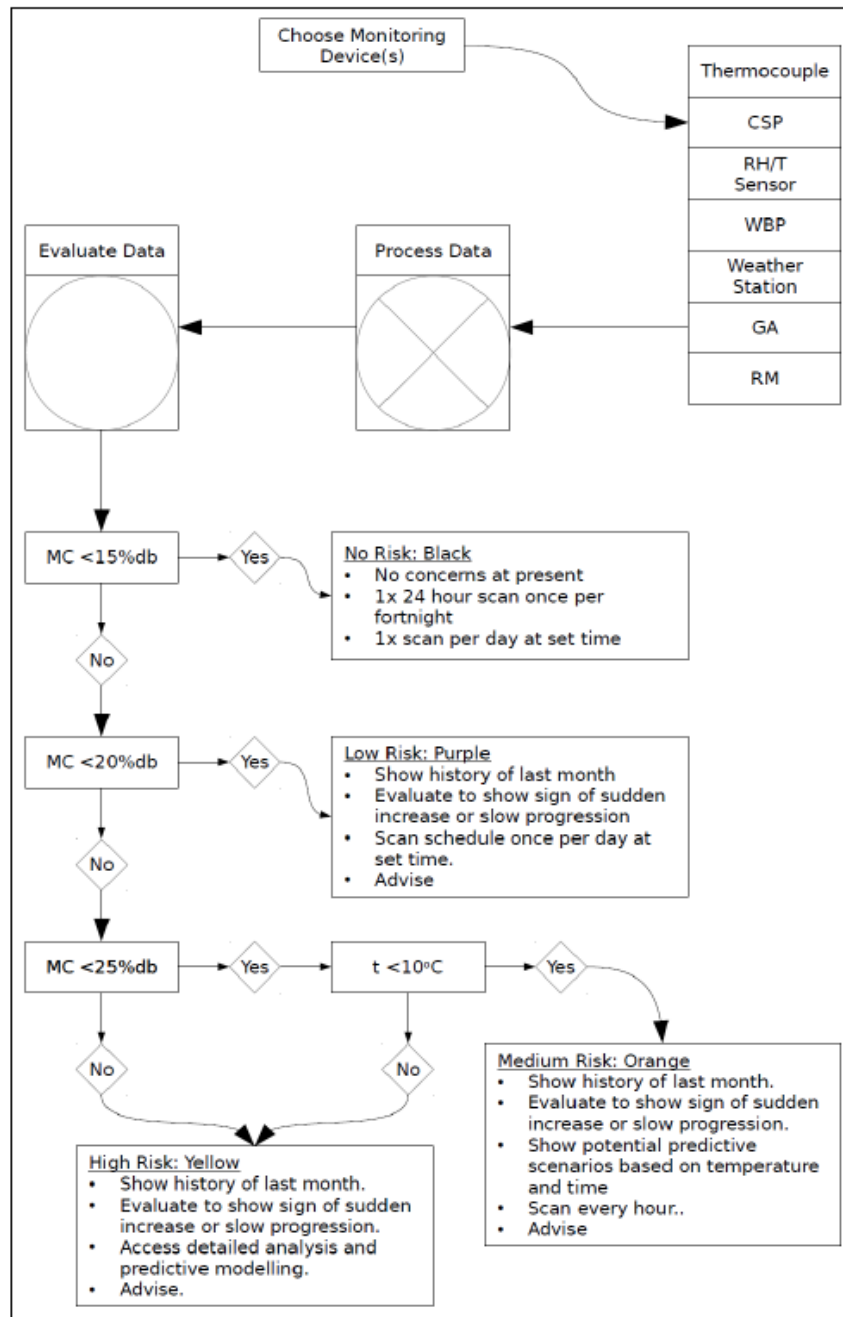 Choose Monitoring
Device(s)
Thermocouple
CSP
RH/T
Sensor
WBP
Weather
Station
GA
RM
Process Data
Evaluate Data
MC <15%db
Yes
No Risk: Black
• No concerns at present
• 1x 24 hour scan once per
fortnight
• 1x scan per day at set time
No
MC <20%db
Yes
Low Risk: Purple
• Show history of last month
• Evaluate to show sign of sudden
increase or slow progression
• Scan schedule once per day at
set time.
• Advise
No
MC <25%db
Yes
t <10°C
Yes
No
No
Medium Risk: Orange
• Show history of last month.
• Evaluate to show sign of sudden
increase or slow progression.
• Show potential predictive
scenarios based on temperature
and time
• Scan every hour..
• Advise
High Risk: Yellow
• Show history of last month.
• Evaluate to show sign of sudden
increase or slow progression.
• Access detailed analysis and
predictive modelling.
• Advise.